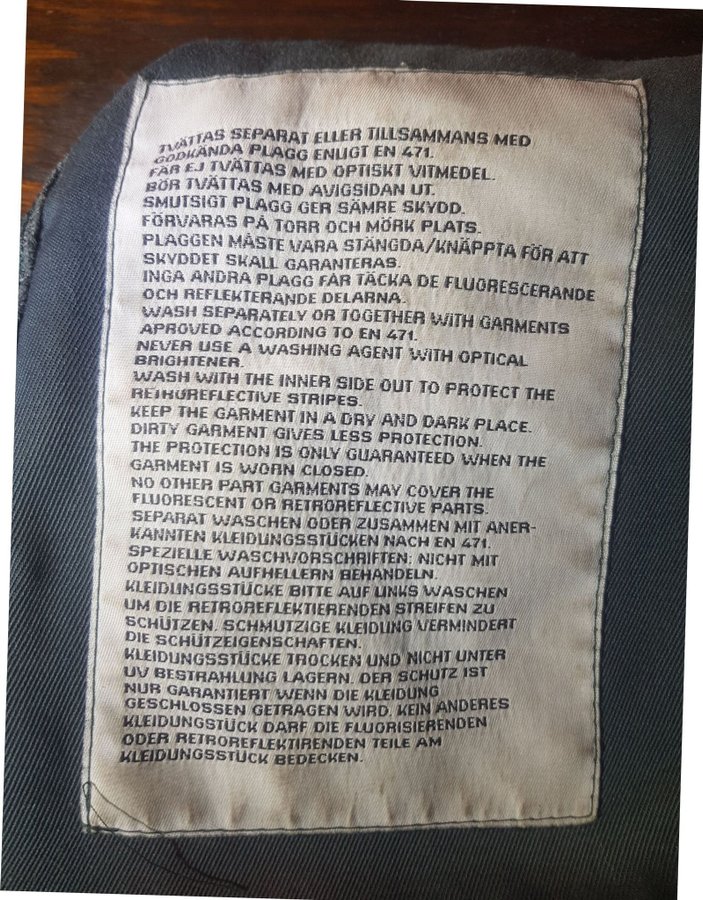 TVÄTTAS SEPARAT ELLER TILLSAMMANS MED
GODKÄNDA PLAGG ENLIGT EN 471.
FÅR EJ TVÄTTAS MED OPTISKT VITMEDEL.
BÖR TVÄTTAS MED AVIGSIDAN UT.
SMUTSIGT PLAGG GER SÄMRE SKYDD.
FÖRVARAS PÅ TORR OCH MÖRK PLATS.
PLAGGEN MÅSTE VARA STÄNGDA/KNÄPPTA FÖR ATT
SKYDDET SKALL GARANTERAS.
INGA ANDRA PLAGG FÅR TÄCKA DE FLUORESCERANDE
OCH REFLEKTERANDE DELARNA.
WASH SEPARATELY OR TOGETHER WITH GARMENTS
APROVED ACCORDING TO EN 471.
NEVER USE A WASHING AGENT WITH OPTICAL
BRIGHTENER.
WASH WITH THE INNER SIDE OUT TO PROTECT THE
RETROREFLECTIVE STRIPES.
KEEP THE GARMENT IN A DRY AND DARK PLACE.
DIRTY GARMENT GIVES LESS PROTECTION.
THE PROTECTION IS ONLY GUARANTEED WHEN THE
GARMENT IS WORN CLOSED.
NO OTHER PART GARMENTS MAY COVER THE
FLUORESCENT OR RETROREFLECTIVE PARTS.
SEPARAT WASCHEN ODER ZUSAMMEN MIT ANER-
KANNTEN KLEIDUNGSSTÜCKEN NACH EN 471.
SPEZIELLE WASCHVORSCHRIFTEN: NICHT MIT
OPTISCHEN AUFHELLERN BEHANDELN.
KLEIDUNGSSTÜCKE BITTE AUF LINKS WASCHEN
UM DIE RETROREFLEKTIERENDEN STREIFEN ZU
SCHÜTZEN. SCHMUTZIGE KLEIDUNG VERMINDERT
DIE SCHÜTZEIGENSCHAFTEN.
KLEIDUNGSSTÜCKE TROCKEN UND NICHT UNTER
UV BESTRAHLUNG LAGERN. DER SCHUTZ IST
NUR GARANTIERT WENN DIE KLEIDUNG
GESCHLOSSEN GETRAGEN WIRD. KEIN ANDERES
KLEIDUNGSTÜCK DARF DIE FLUORISIERENDEN
ODER RETROREFLEKTIRENDEN TEILE AM
KLEIDUNGSSTÜCK BEDECKEN.